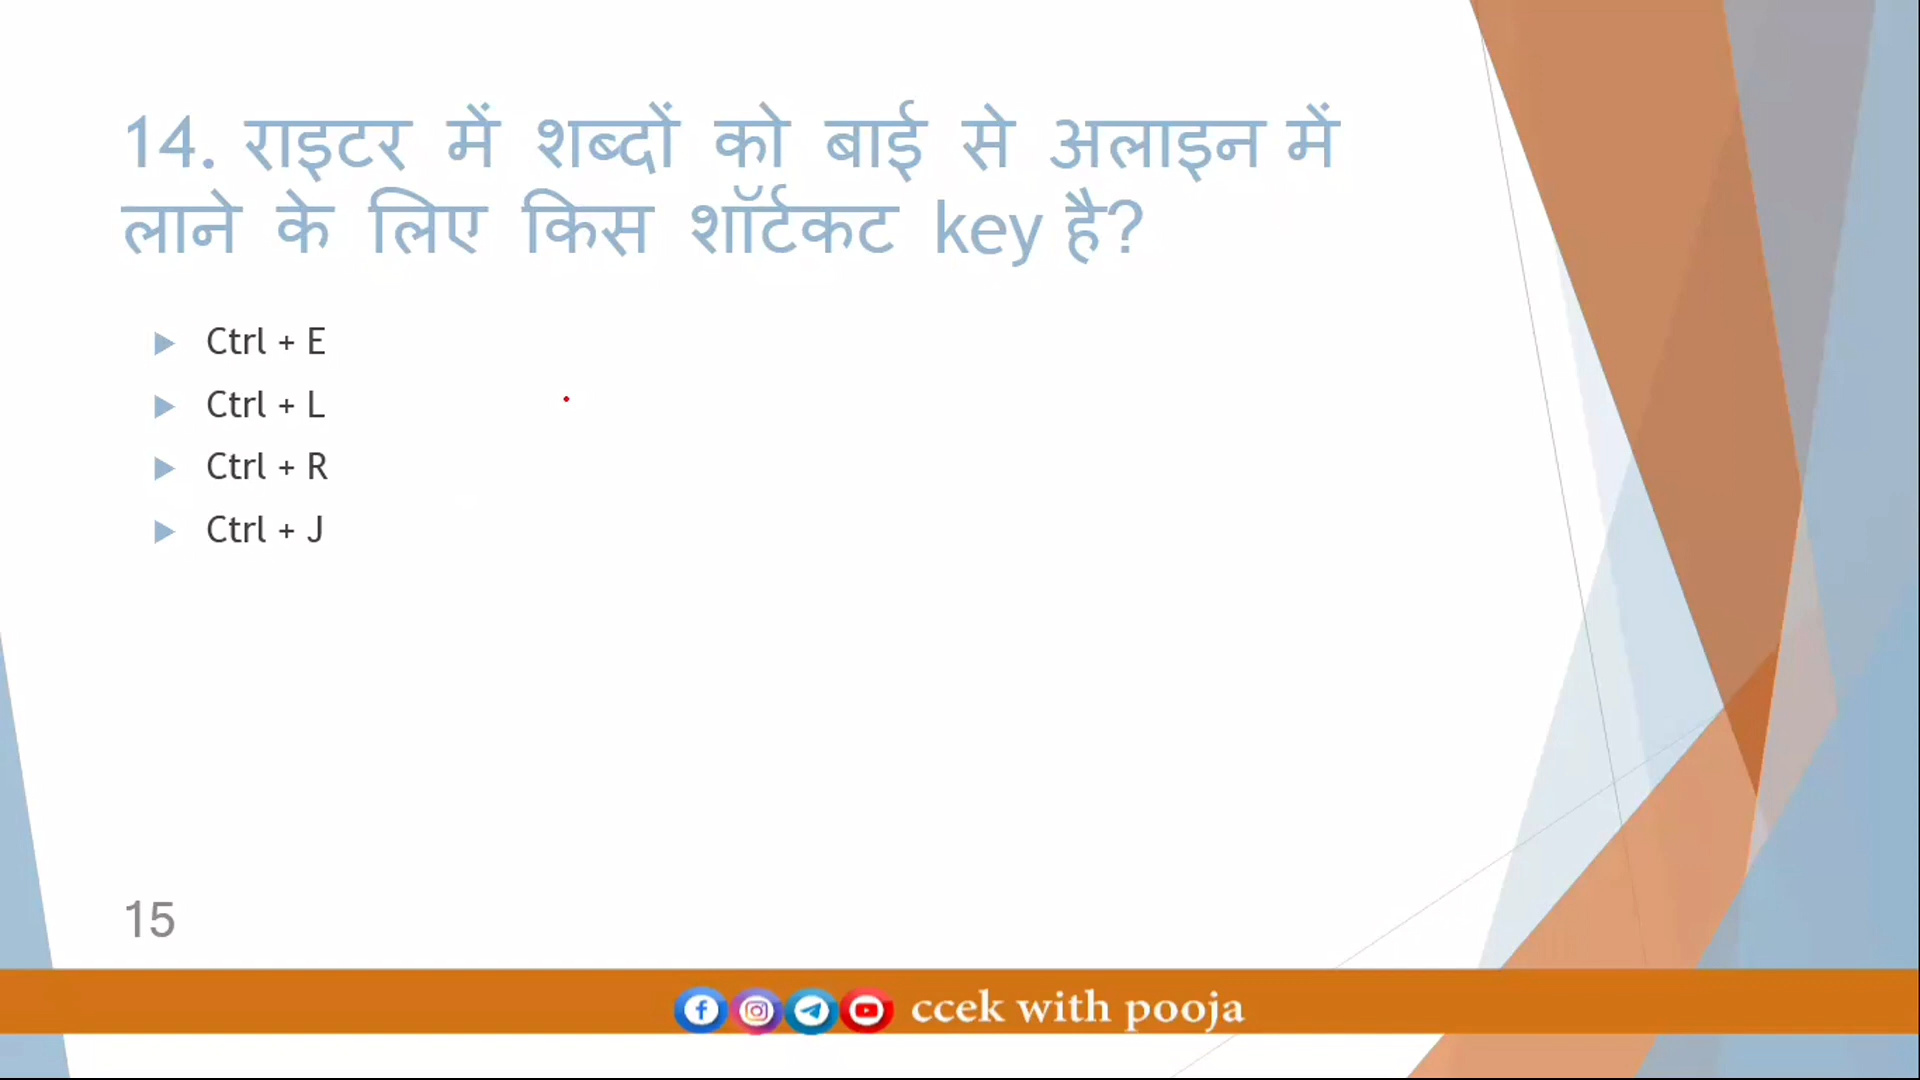 14. राइटर में शब्दों को बाई से अलाइन में
लाने के लिए किस शॉर्टकट key है?
Ctrl + E
Ctrl + L
Ctrl + R
Ctrl + J
15
ccek with pooja